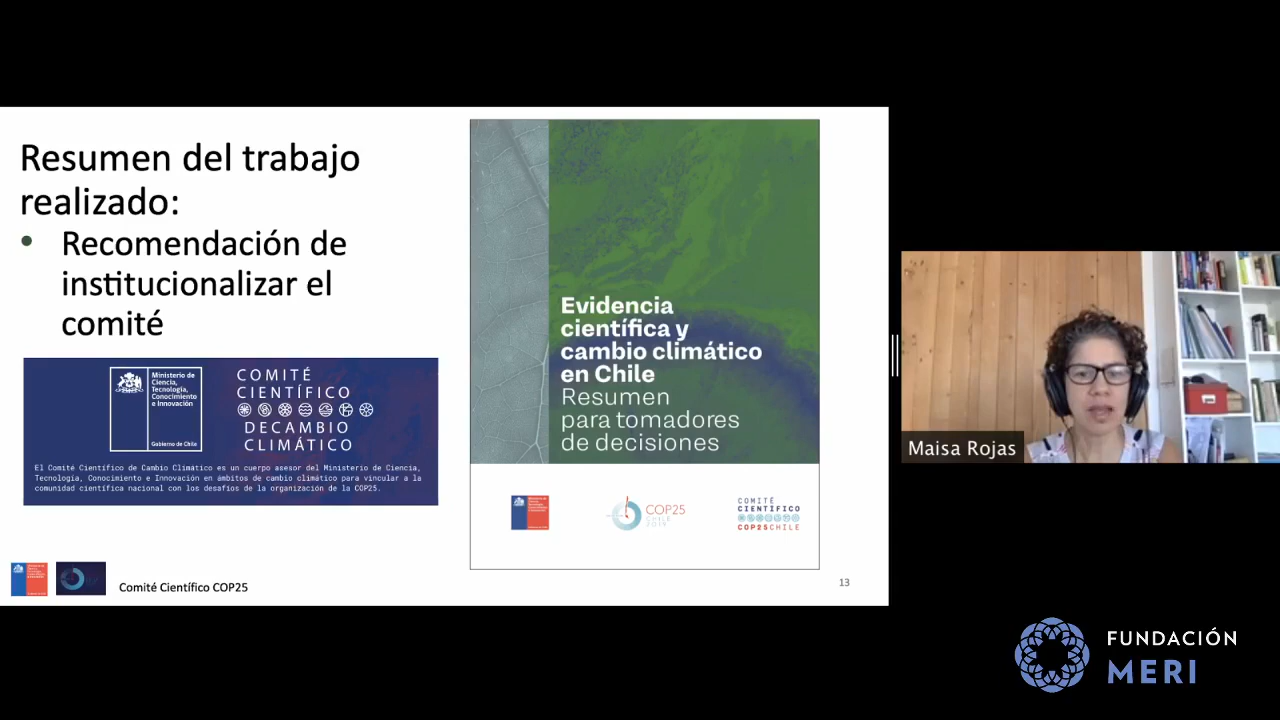 Resumen del trabajo
realizado:
• Recomendación de
institucionalizar el
comité
Ministerio de
Ciencia,
Tecnología,
Conocimiento
e Innovación
Gobierno de Chile
COMITÉ
CIENTÍFICO
DECAMBIO
CLIMÁTICO
El Comité Científico de Cambio Climático es un cuerpo asesor del Ministerio de Ciencia,
Tecnología, Conocimiento e Innovación en ámbitos de cambio climático para vincular a la
comunidad científica nacional con los desafíos de la organización de la COP25.
Evidencia
científica y
cambio climático
en Chile
Resumen
para tomadores
de decisiones
COP25
CHILE
2019
COMITÉ
CIENTÍFICO
COP25CHILE
Comité Científico COP25
13
Maisa Rojas
FUNDACIÓN
MERI